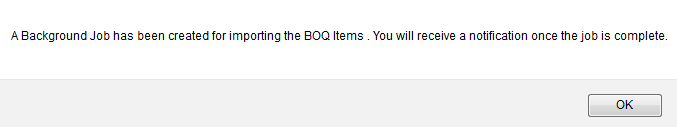 A Background Job has been created for importing the BOQ Items . You will receive a notification once the job is complete.
OK